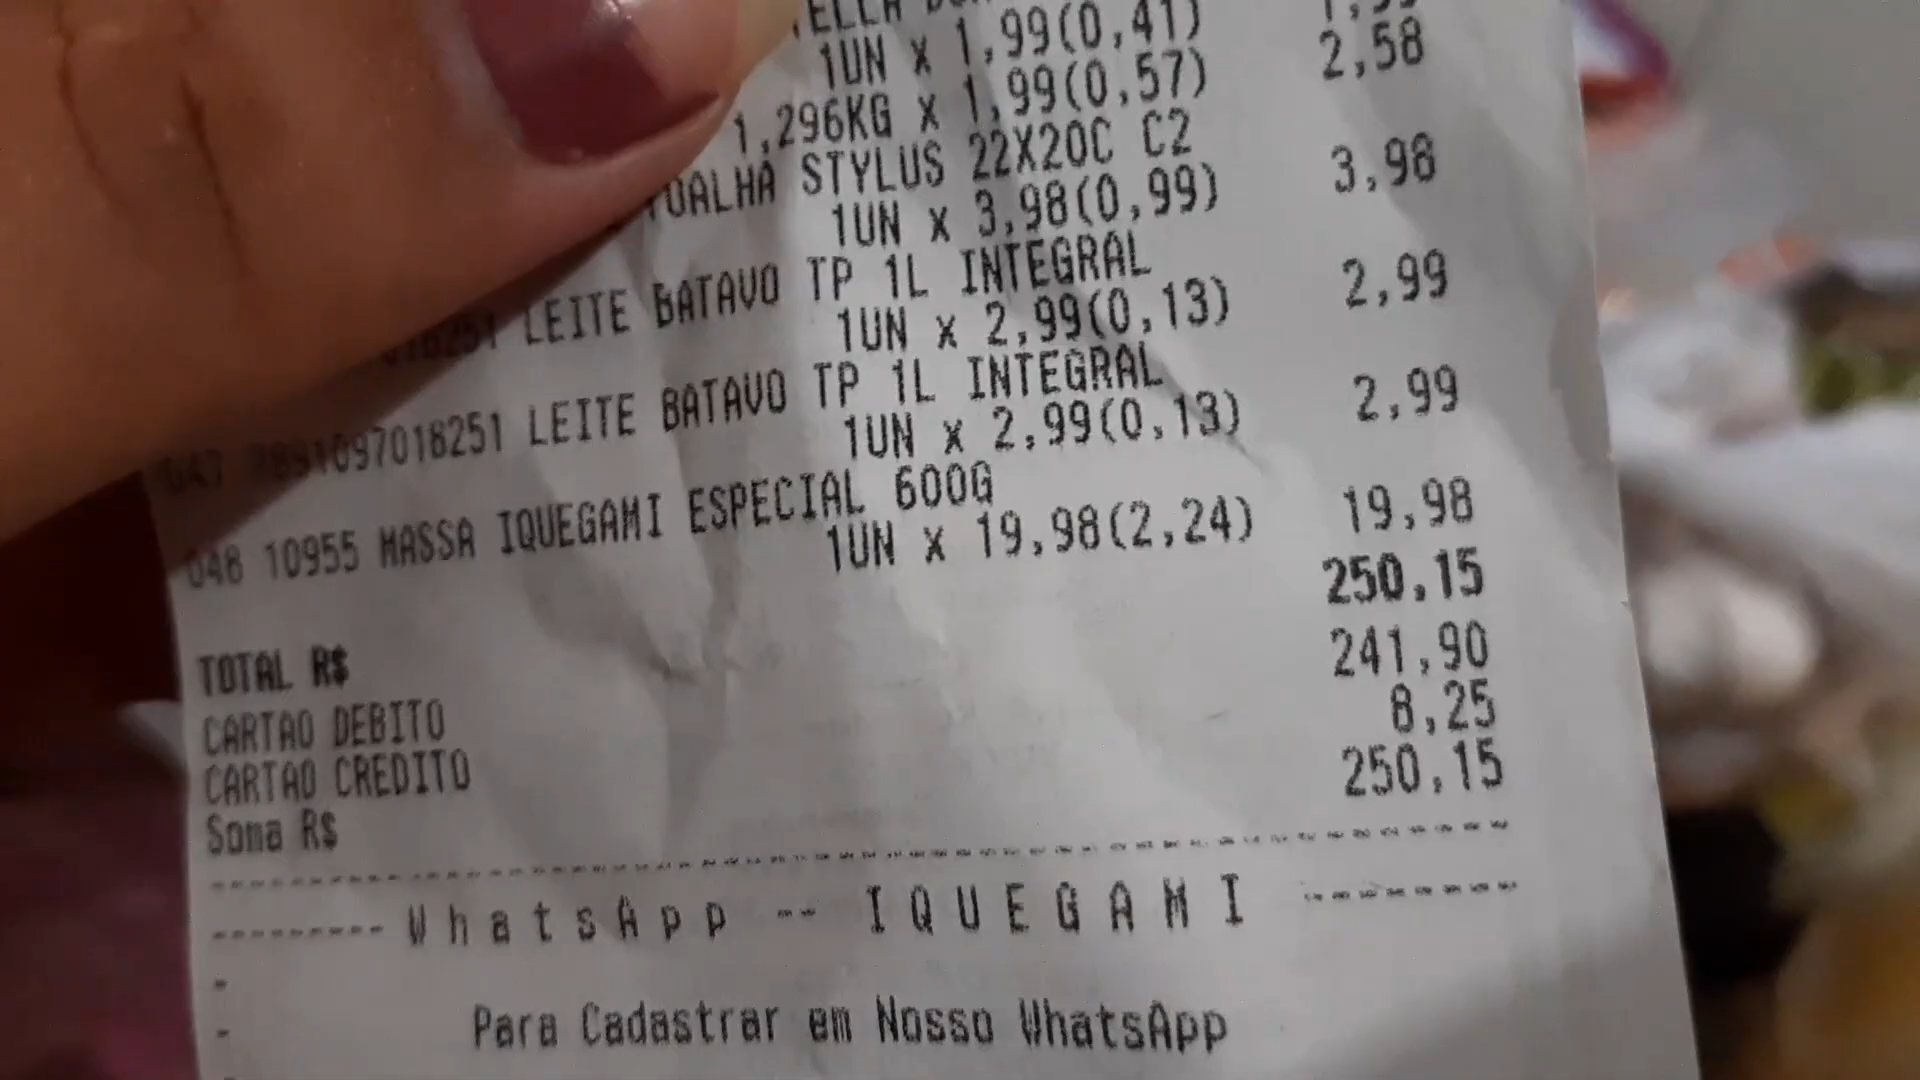 1UN x 1,99(0,41)
1,296KG x 1,99(0,57) 2,58
STYLUS 22X20C C2
1UN x 3,98(0,99) 3,98
LEITE BATAVO TP 1L INTEGRAL
1UN x 2,99(0,13) 2,99
LEITE BATAVO TP 1L INTEGRAL
1UN x 2,99(0,13) 2,99
048 10955 MASSA IQUEGAMI ESPECIAL 600G
1UN x 19,98(2,24) 19,98
TOTAL R$ 250,15
CARTAO DEBITO 241,90
CARTAO CREDITO 8,25
Soma R$ 250,15
--------- WhatsApp -- IQUEGAMI -------
-
- Para Cadastrar em Nosso WhatsApp